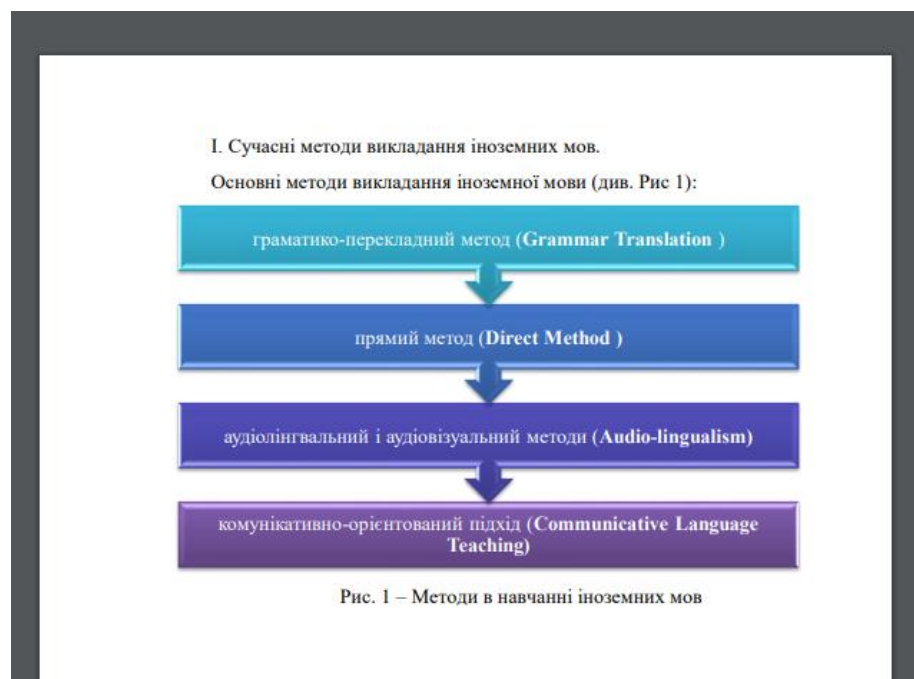 І. Сучасні методи викладання іноземних мов.
Основні методи викладання іноземної мови (див. Рис 1):
граматико-перекладний метод (Grammar Translation )
прямий метод (Direct Method )
аудіолінгвальний і аудіовізуальний методи (Audio-lingualism)
комунікативно-орієнтований підхід (Communicative Language
Teaching)
Рис. 1 – Методи в навчанні іноземних мов